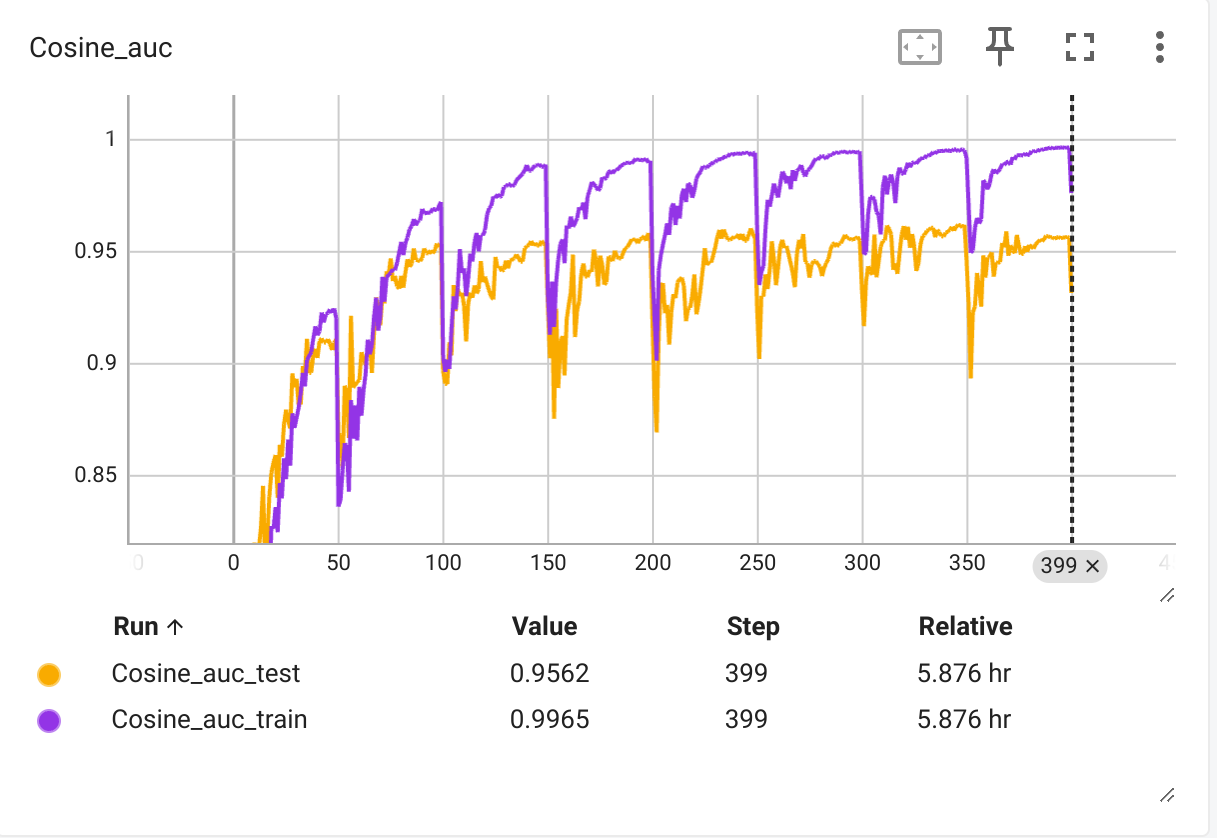 Cosine_auc
1
0.95
0.9
0.85
0 0 50 100 150 200 250 300 350 399 × 4
Run ↑ Value Step Relative
Cosine_auc_test 0.9562 399 5.876 hr
Cosine_auc_train 0.9965 399 5.876 hr